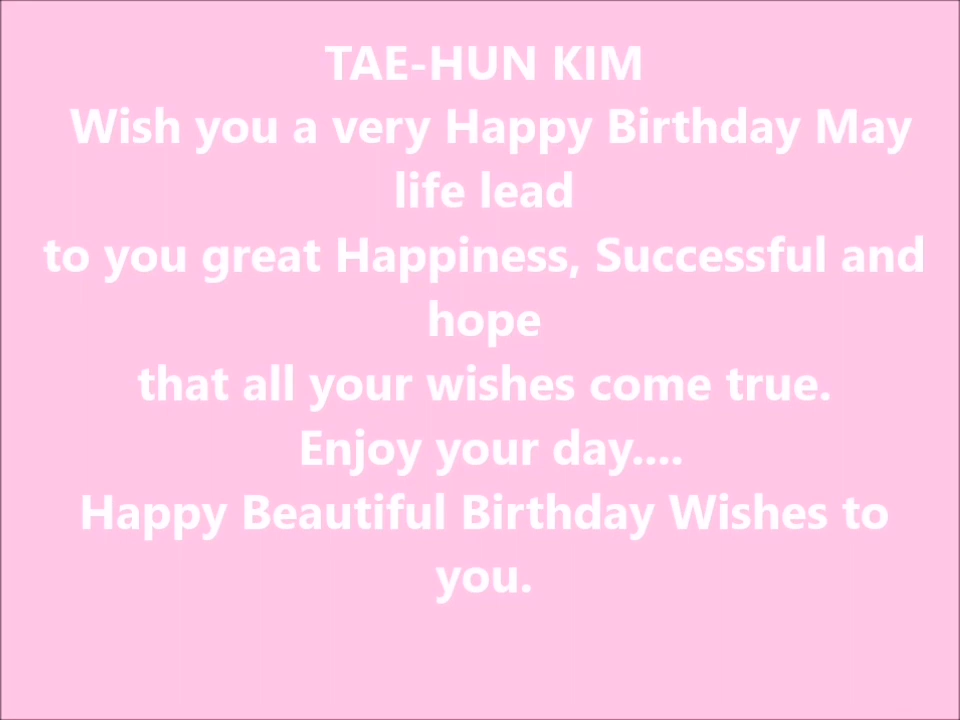 TAE-HUN KIM
Wish you a very Happy Birthday May
life lead
to you great Happiness, Successful and
hope
that all your wishes come true.
Enjoy your day....
Happy Beautiful Birthday Wishes to
you.